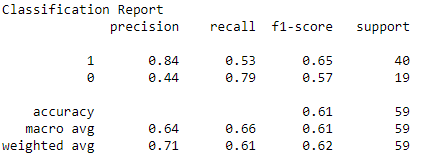 Classification Report
precision recall f1-score support
1 0.84 0.53 0.65 40
0 0.44 0.79 0.57 19
accuracy 0.61 59
macro avg 0.64 0.66 0.61 59
weighted avg 0.71 0.61 0.62 59